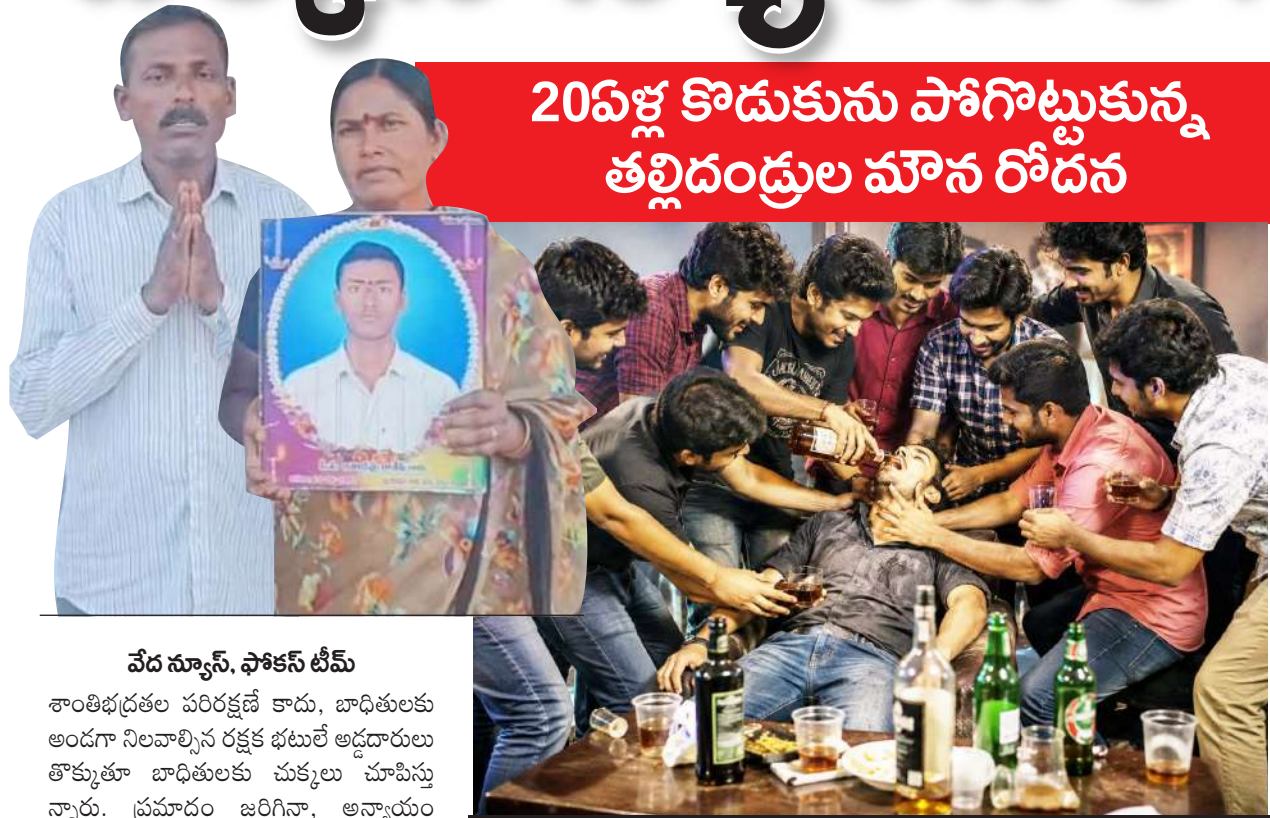 20ఏళ్ల కొడుకును పోగొట్టుకున్న
తల్లిదండ్రుల మౌన రోదన
వేద న్యూస్, ఫోకస్ టీమ్
శాంతిభద్రతల పరిరక్షణే కాదు, బాధితులకు
అండగా నిలవాల్సిన రక్షక భటులే అడ్డదారులు
తొక్కుతూ బాధితులకు చుక్కలు చూపిస్తు
న్నారు. ప్రమాదం జరిగినా, అన్యాయం